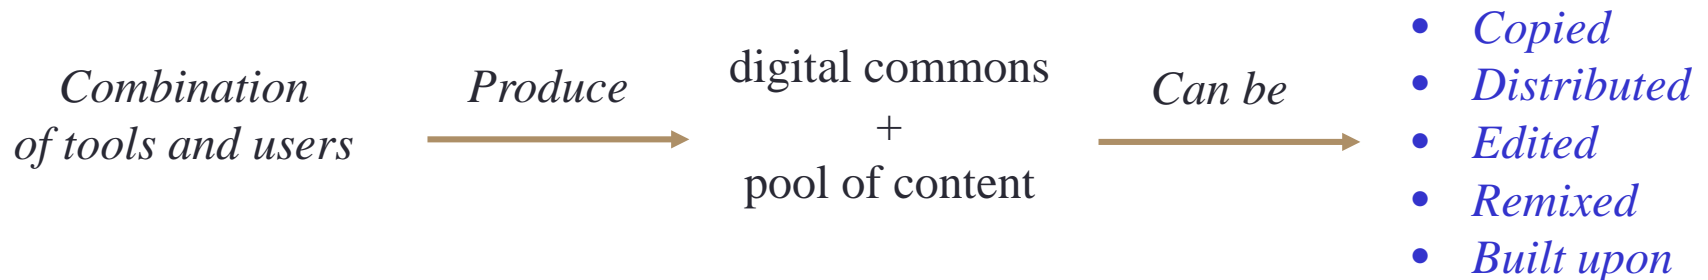 Combination
of tools and users
Produce
digital commons
+
pool of content
Can be
• Copied
• Distributed
• Edited
• Remixed
• Built upon